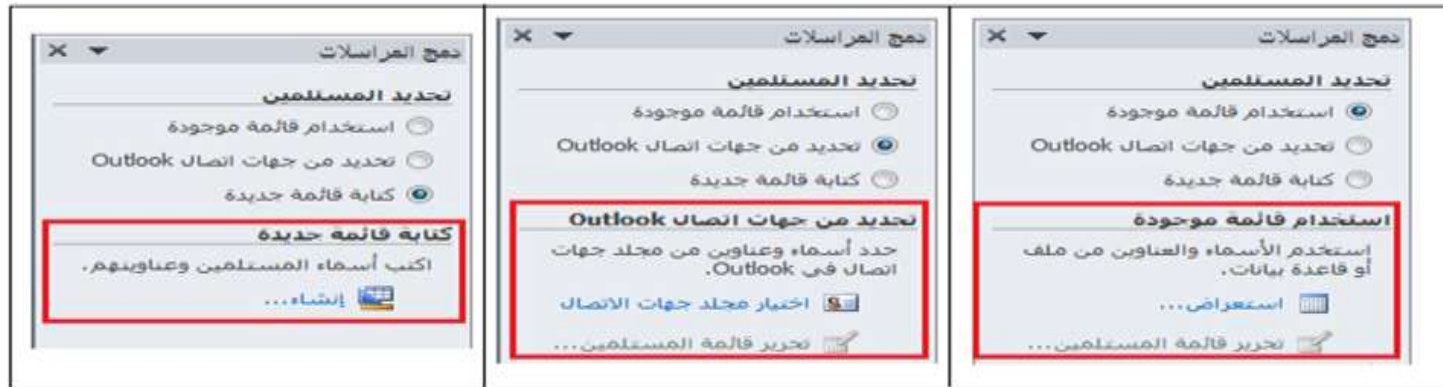 دمج المراسلات
تحديد المستلمين
استخدام قائمة موجودة
تحديد من جهات اتصال Outlook
كتابة قائمة جديدة
استخدام قائمة موجودة
إستخدم الأسماء والعناوين من ملف
أو قاعدة بيانات.
استعراض...
تحرير قائمة المستلمين...
دمج المراسلات
تحديد المستلمين
استخدام قائمة موجودة
تحديد من جهات اتصال Outlook
كتابة قائمة جديدة
تحديد من جهات اتصال Outlook
حدد أسماء وعناوين من مجلد جهات
اتصال في Outlook.
اختيار مجلد جهات الاتصال
تحرير قائمة المستلمين...
دمج المراسلات
تحديد المستلمين
استخدام قائمة موجودة
تحديد من جهات اتصال Outlook
كتابة قائمة جديدة
كتابة قائمة جديدة
اكتب أسماء المستلمين وعناوينهم.
إنشاء...